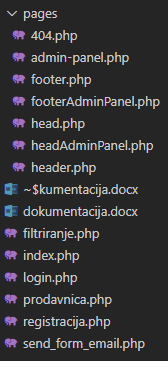 pages
404.php
admin-panel.php
footer.php
footerAdminPanel.php
head.php
headAdminPanel.php
header.php
~$kumentacija.docx
dokumentacija.docx
filtriranje.php
index.php
login.php
prodavnica.php
registracija.php
send_form_email.php